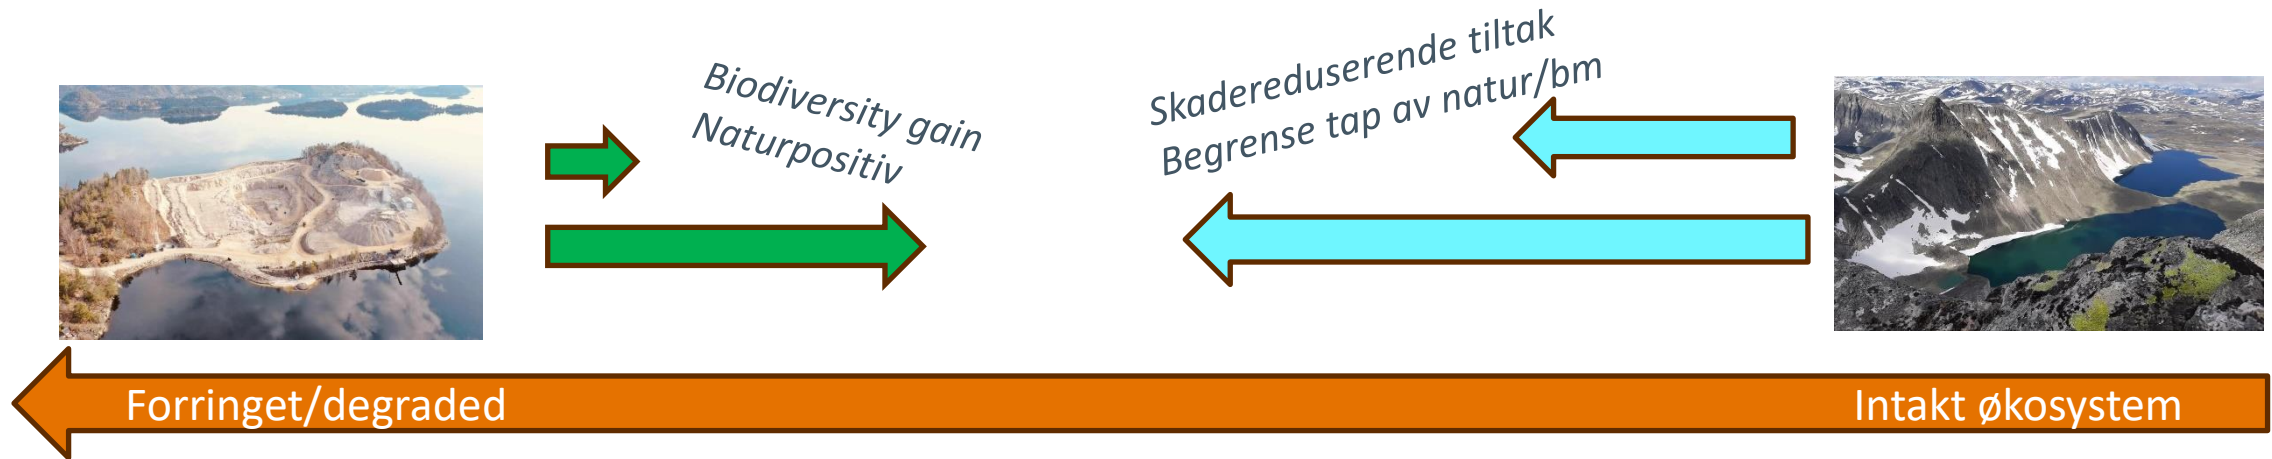 Biodiversity gain
Naturpositiv
Skadereduserende tiltak
Begrense tap av natur/bm
Forringet/degraded
Intakt økosystem